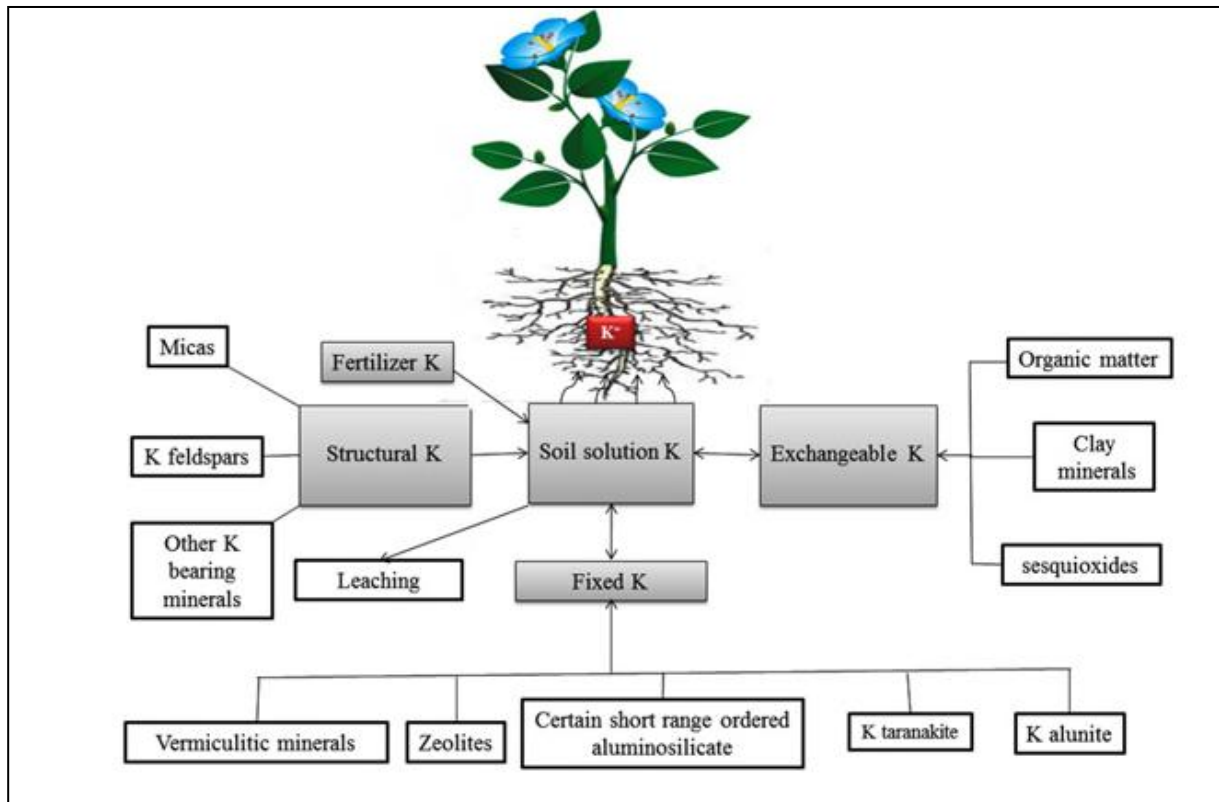 K+
Micas
Fertilizer K
Organic matter
K feldspars
Structural K
Soil solution K
Exchangeable K
Clay
minerals
Other K
bearing
minerals
Leaching
Fixed K
sesquioxides
Vermiculitic minerals
Zeolites
Certain short range ordered
aluminosilicate
K taranakite
K alunite